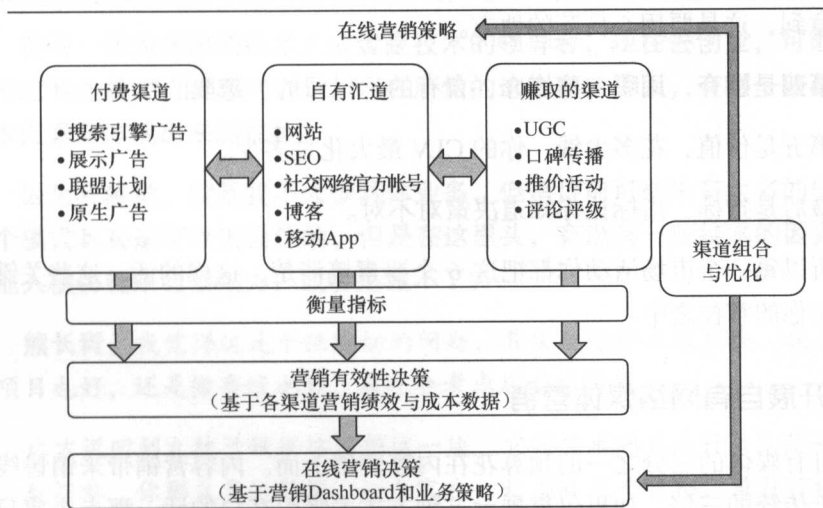 在线营销策略
付费渠道
•搜索引擎广告
•展示广告
•联盟计划
•原生广告
自有汇道
•网站
•SEO
•社交网络官方帐号
•博客
•移动App
赚取的渠道
•UGC
•口碑传播
•推价活动
•评论评级
渠道组合
与优化
衡量指标
营销有效性决策
（基于各渠道营销绩效与成本数据）
在线营销决策
（基于营销Dashboard和业务策略）